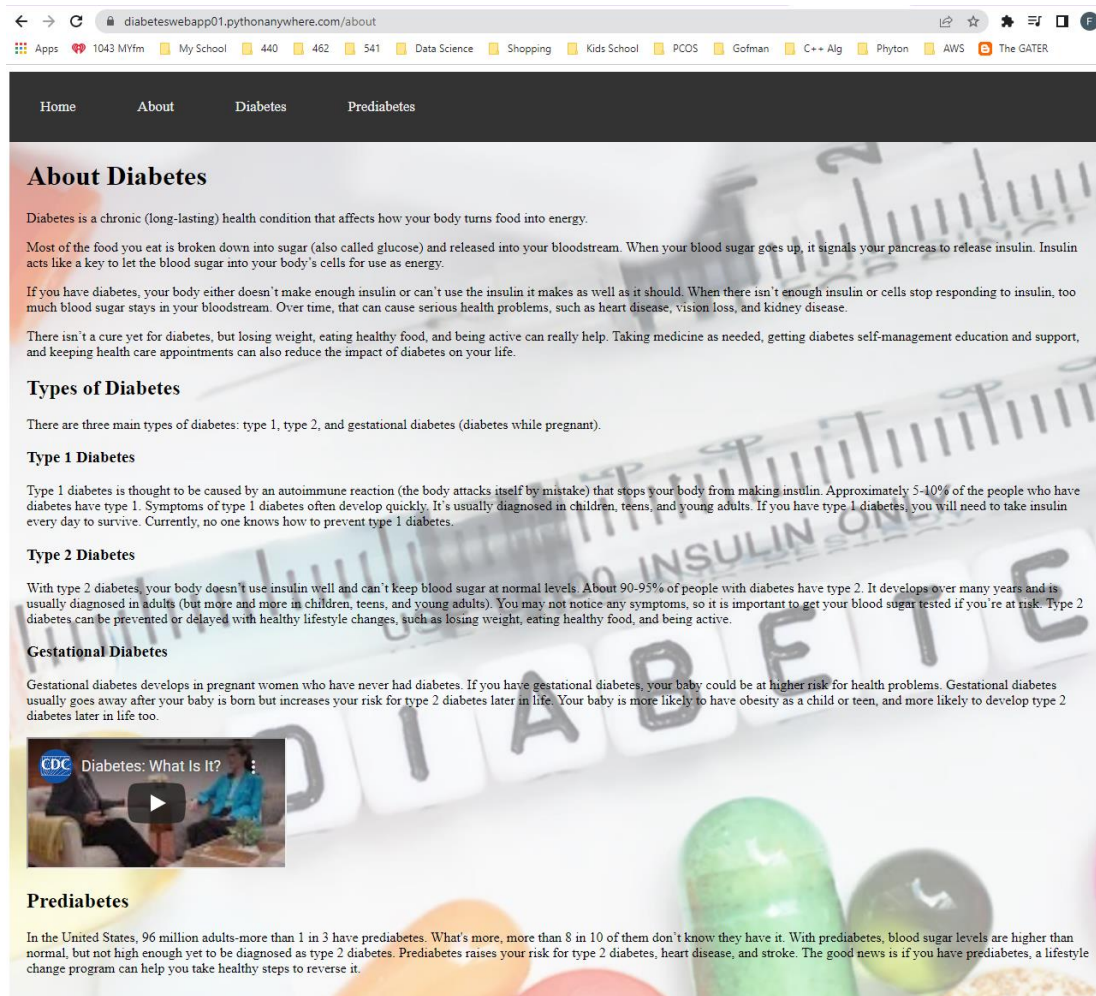 diabeteswebapp01.pythonanywhere.com/about
Apps 1043 MYfm My School 440 462 541 Data Science Shopping Kids School PCOS Gofman C++ Alg Phyton AWS The GATER
Home About Diabetes Prediabetes
About Diabetes
Diabetes is a chronic (long-lasting) health condition that affects how your body turns food into energy.
Most of the food you eat is broken down into sugar (also called glucose) and released into your bloodstream. When your blood sugar goes up, it signals your pancreas to release insulin. Insulin
acts like a key to let the blood sugar into your body’s cells for use as energy.
If you have diabetes, your body either doesn’t make enough insulin or can’t use the insulin it makes as well as it should. When there isn’t enough insulin or cells stop responding to insulin, too
much blood sugar stays in your bloodstream. Over time, that can cause serious health problems, such as heart disease, vision loss, and kidney disease.
There isn’t a cure yet for diabetes, but losing weight, eating healthy food, and being active can really help. Taking medicine as needed, getting diabetes self-management education and support,
and keeping health care appointments can also reduce the impact of diabetes on your life.
Types of Diabetes
There are three main types of diabetes: type 1, type 2, and gestational diabetes (diabetes while pregnant).
Type 1 Diabetes
Type 1 diabetes is thought to be caused by an autoimmune reaction (the body attacks itself by mistake) that stops your body from making insulin. Approximately 5-10% of the people who have
diabetes have type 1. Symptoms of type 1 diabetes often develop quickly. It’s usually diagnosed in children, teens, and young adults. If you have type 1 diabetes, you will need to take insulin
every day to survive. Currently, no one knows how to prevent type 1 diabetes.
Type 2 Diabetes
With type 2 diabetes, your body doesn’t use insulin well and can’t keep blood sugar at normal levels. About 90-95% of people with diabetes have type 2. It develops over many years and is
usually diagnosed in adults (but more and more in children, teens, and young adults). You may not notice any symptoms, so it is important to get your blood sugar tested if you’re at risk. Type 2
diabetes can be prevented or delayed with healthy lifestyle changes, such as losing weight, eating healthy food, and being active.
Gestational Diabetes
Gestational diabetes develops in pregnant women who have never had diabetes. If you have gestational diabetes, your baby could be at higher risk for health problems. Gestational diabetes
usually goes away after your baby is born but increases your risk for type 2 diabetes later in life. Your baby is more likely to have obesity as a child or teen, and more likely to develop type 2
diabetes later in life too.
USE INSULIN ONLY
DIABETE
CDC Diabetes: What Is It?
Prediabetes
In the United States, 96 million adults-more than 1 in 3 have prediabetes. What's more, more than 8 in 10 of them don’t know they have it. With prediabetes, blood sugar levels are higher than
normal, but not high enough yet to be diagnosed as type 2 diabetes. Prediabetes raises your risk for type 2 diabetes, heart disease, and stroke. The good news is if you have prediabetes, a lifestyle
change program can help you take healthy steps to reverse it.